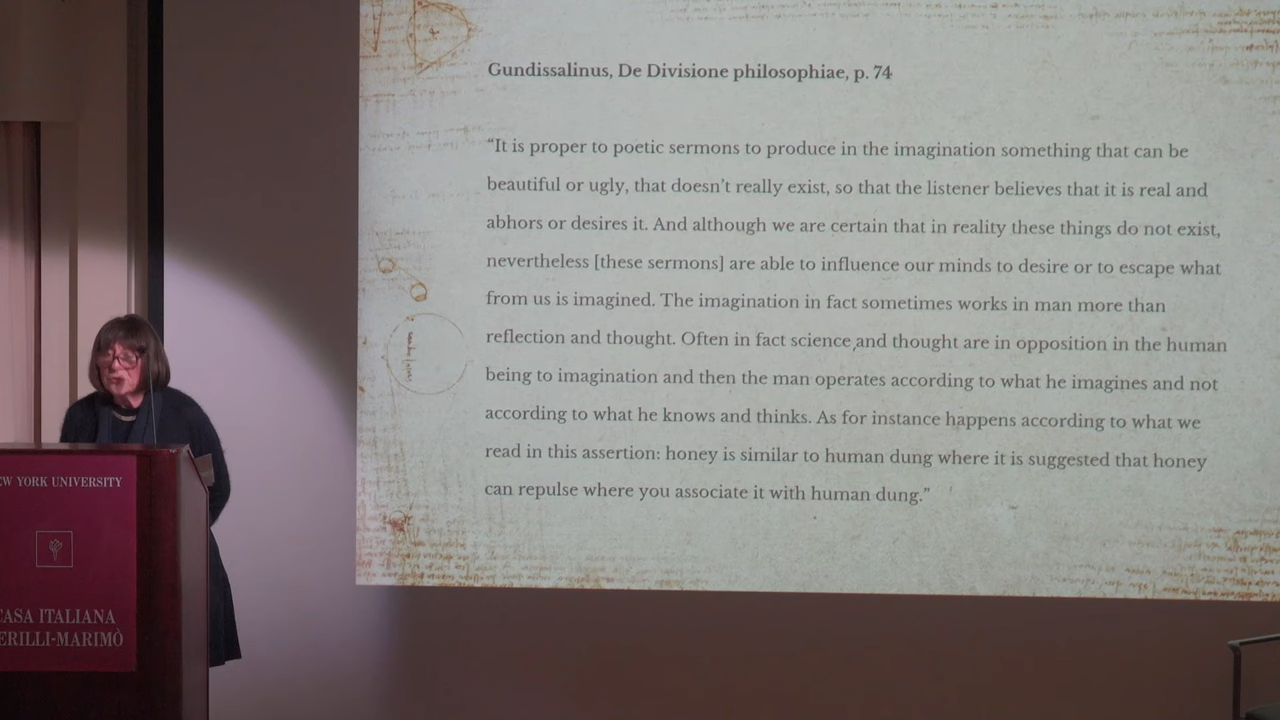 Gundissalinus, De Divisione philosophiae, p. 74
“It is proper to poetic sermons to produce in the imagination something that can be
beautiful or ugly, that doesn’t really exist, so that the listener believes that it is real and
abhors or desires it. And although we are certain that in reality these things do not exist,
nevertheless [these sermons] are able to influence our minds to desire or to escape what
from us is imagined. The imagination in fact sometimes works in man more than
reflection and thought. Often in fact science ,and thought are in opposition in the human
being to imagination and then the man operates according to what he imagines and not
according to what he knows and thinks. As for instance happens according to what we
read in this assertion: honey is similar to human dung where it is suggested that honey
can repulse where you associate it with human dung.”
EW YORK UNIVERSITY
CASA ITALIANA
ERILLI-MARIMÒ